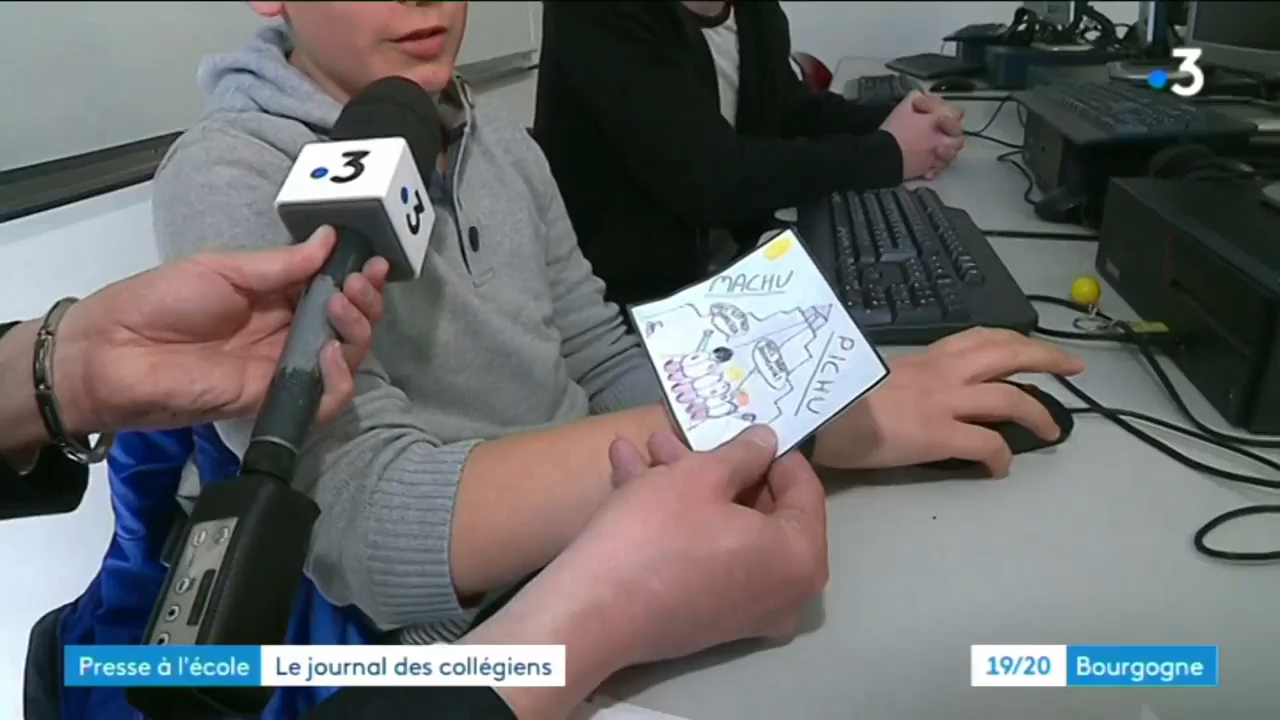 3
3
3
MACHU
PICHU
Presse à l'école Le journal des collégiens
19/20 Bourgogne